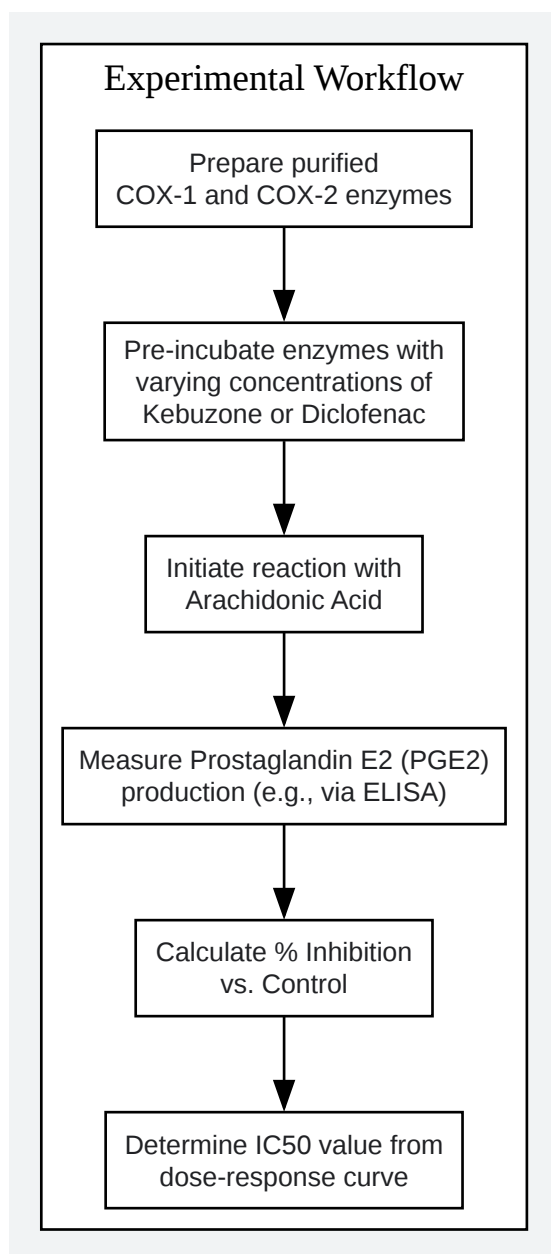 Experimental Workflow
Prepare purified
COX-1 and COX-2 enzymes
Pre-incubate enzymes with
varying concentrations of
Kebuzone or Diclofenac
Initiate reaction with
Arachidonic Acid
Measure Prostaglandin E2 (PGE2)
production (e.g., via ELISA)
Calculate % Inhibition
vs. Control
Determine IC50 value from
dose-response curve